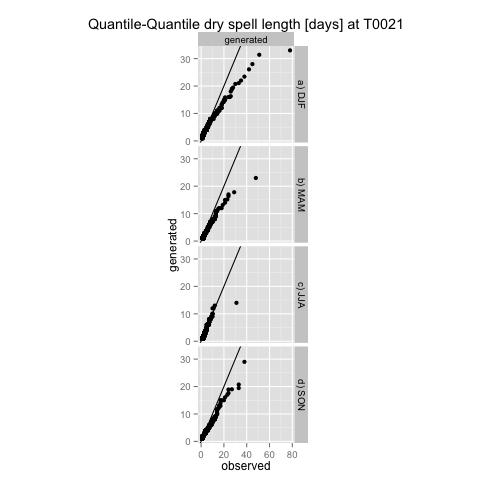 Quantile-Quantile dry spell length [days] at T0021
generated
30
20
10
0
a) DJF
30
20
10
0
b) MAM
generated
30
20
10
0
c) JJA
30
20
10
0
d) SON
0 20 40 60 80
observed